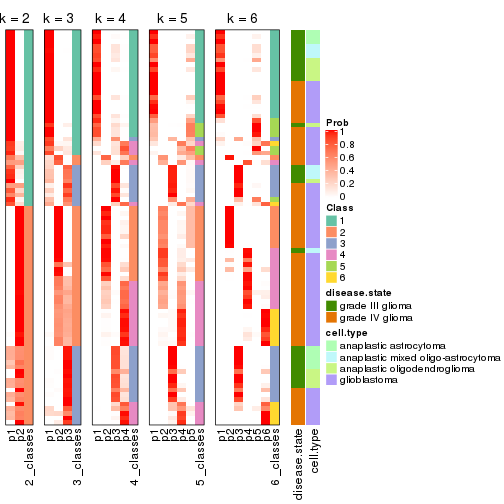 k = 2 k = 3 k = 4 k = 5 k = 6
Prob
1
0.8
0.6
0.4
0.2
0
Class
1
2
3
4
5
6
disease.state
grade III glioma
grade IV glioma
cell.type
anaplastic astrocytoma
anaplastic mixed oligo-astrocytoma
anaplastic oligodendroglioma
glioblastoma
p1 p2 2_classes p1 p2 p3 3_classes p1 p2 p3 p4 4_classes p1 p2 p3 p4 p5 5_classes p1 p2 p3 p4 p5 p6 6_classes disease.state cell.type